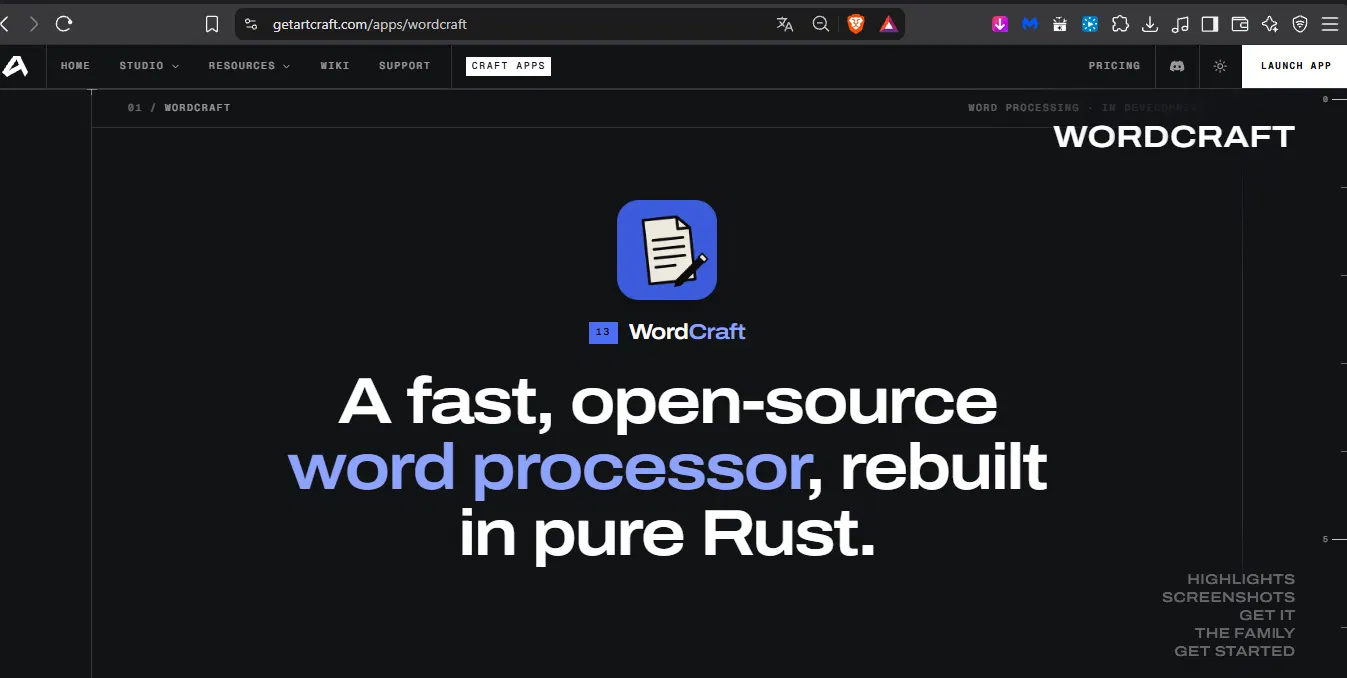 getartcraft.com/apps/wordcraft
HOME STUDIO RESOURCES WIKI SUPPORT CRAFT APPS PRICING LAUNCH APP
01 / WORDCRAFT
WORD PROCESSING · IN DEVELOPMENT
0
WORDCRAFT
13 WordCraft
A fast, open-source
word processor, rebuilt
in pure Rust.
5
HIGHLIGHTS
SCREENSHOTS
GET IT
THE FAMILY
GET STARTED